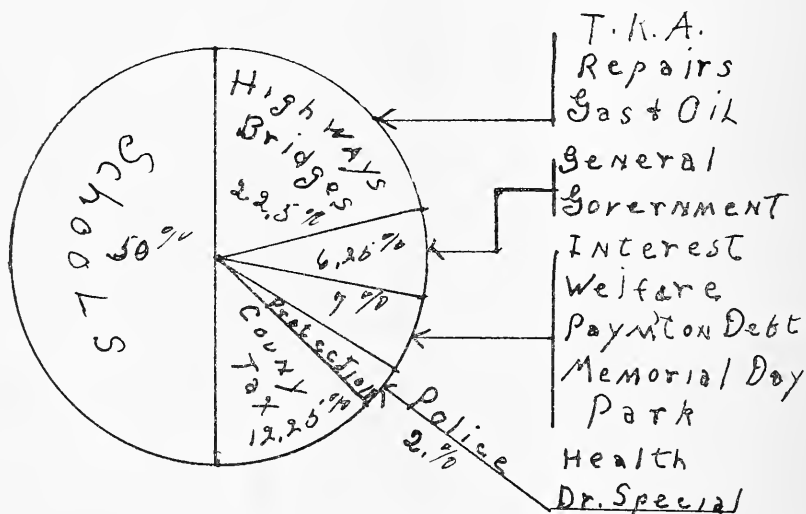 Schools
50%
HighWays
Bridges
22.5%
6.25%
7%
Protection
County
Tax
12.25%
Police
2.%
T.R.A.
Repairs
Gas & Oil
General
Government
Interest
Welfare
Paym'T on Debt
Memorial Day
Park
Health
Dr. Special